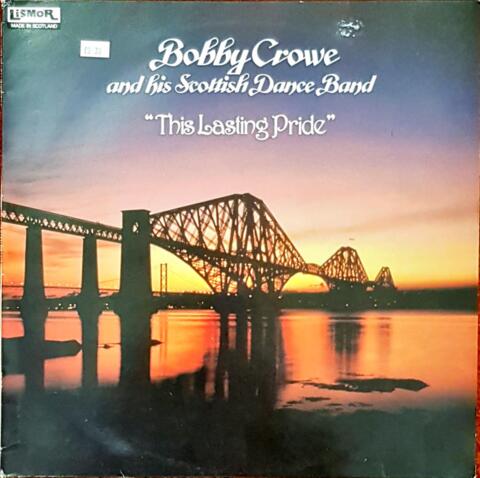 LISMOR
MADE IN SCOTLAND
Bobby Crowe
and his Scottish Dance Band
"This Lasting Pride"